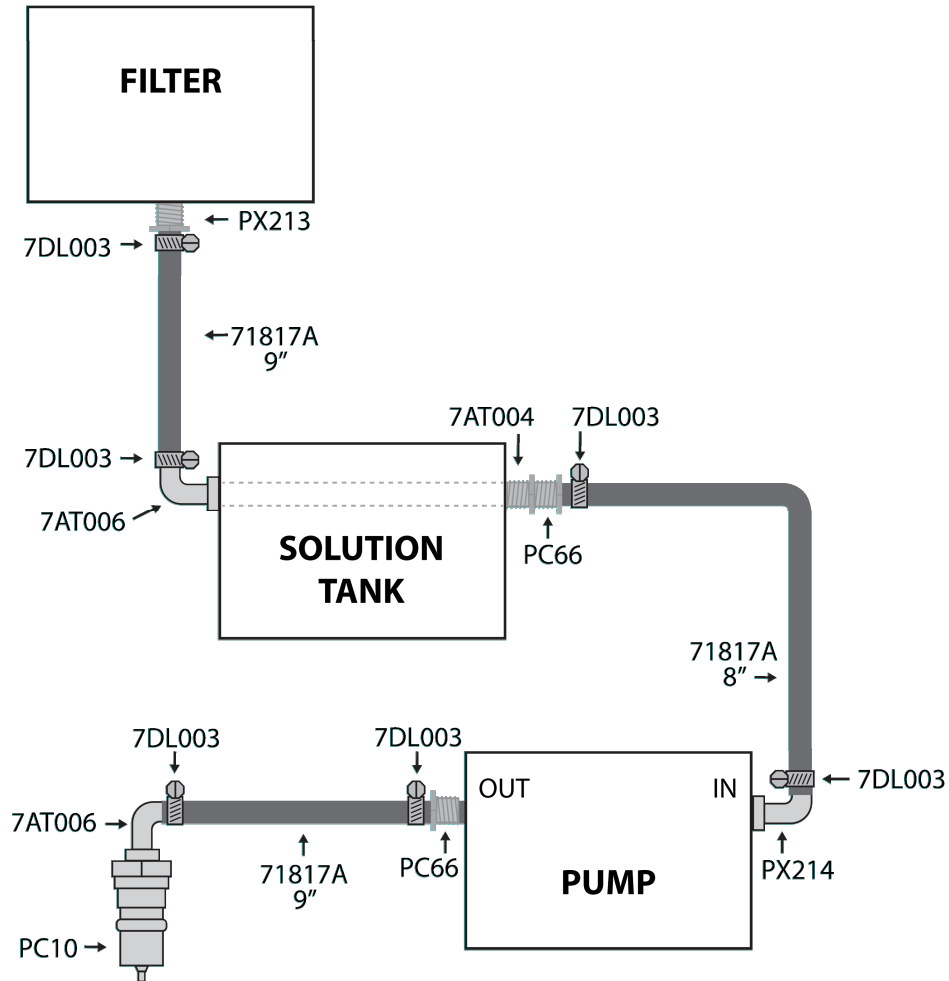 FILTER
PX213
7DL003
71817A
9”
7AT004
7DL003
7DL003
7AT006
PC66
SOLUTION
TANK
71817A
8”
7DL003
7DL003
OUT
IN
7DL003
7AT006
71817A
9”
PC66
PX214
PUMP
PC10